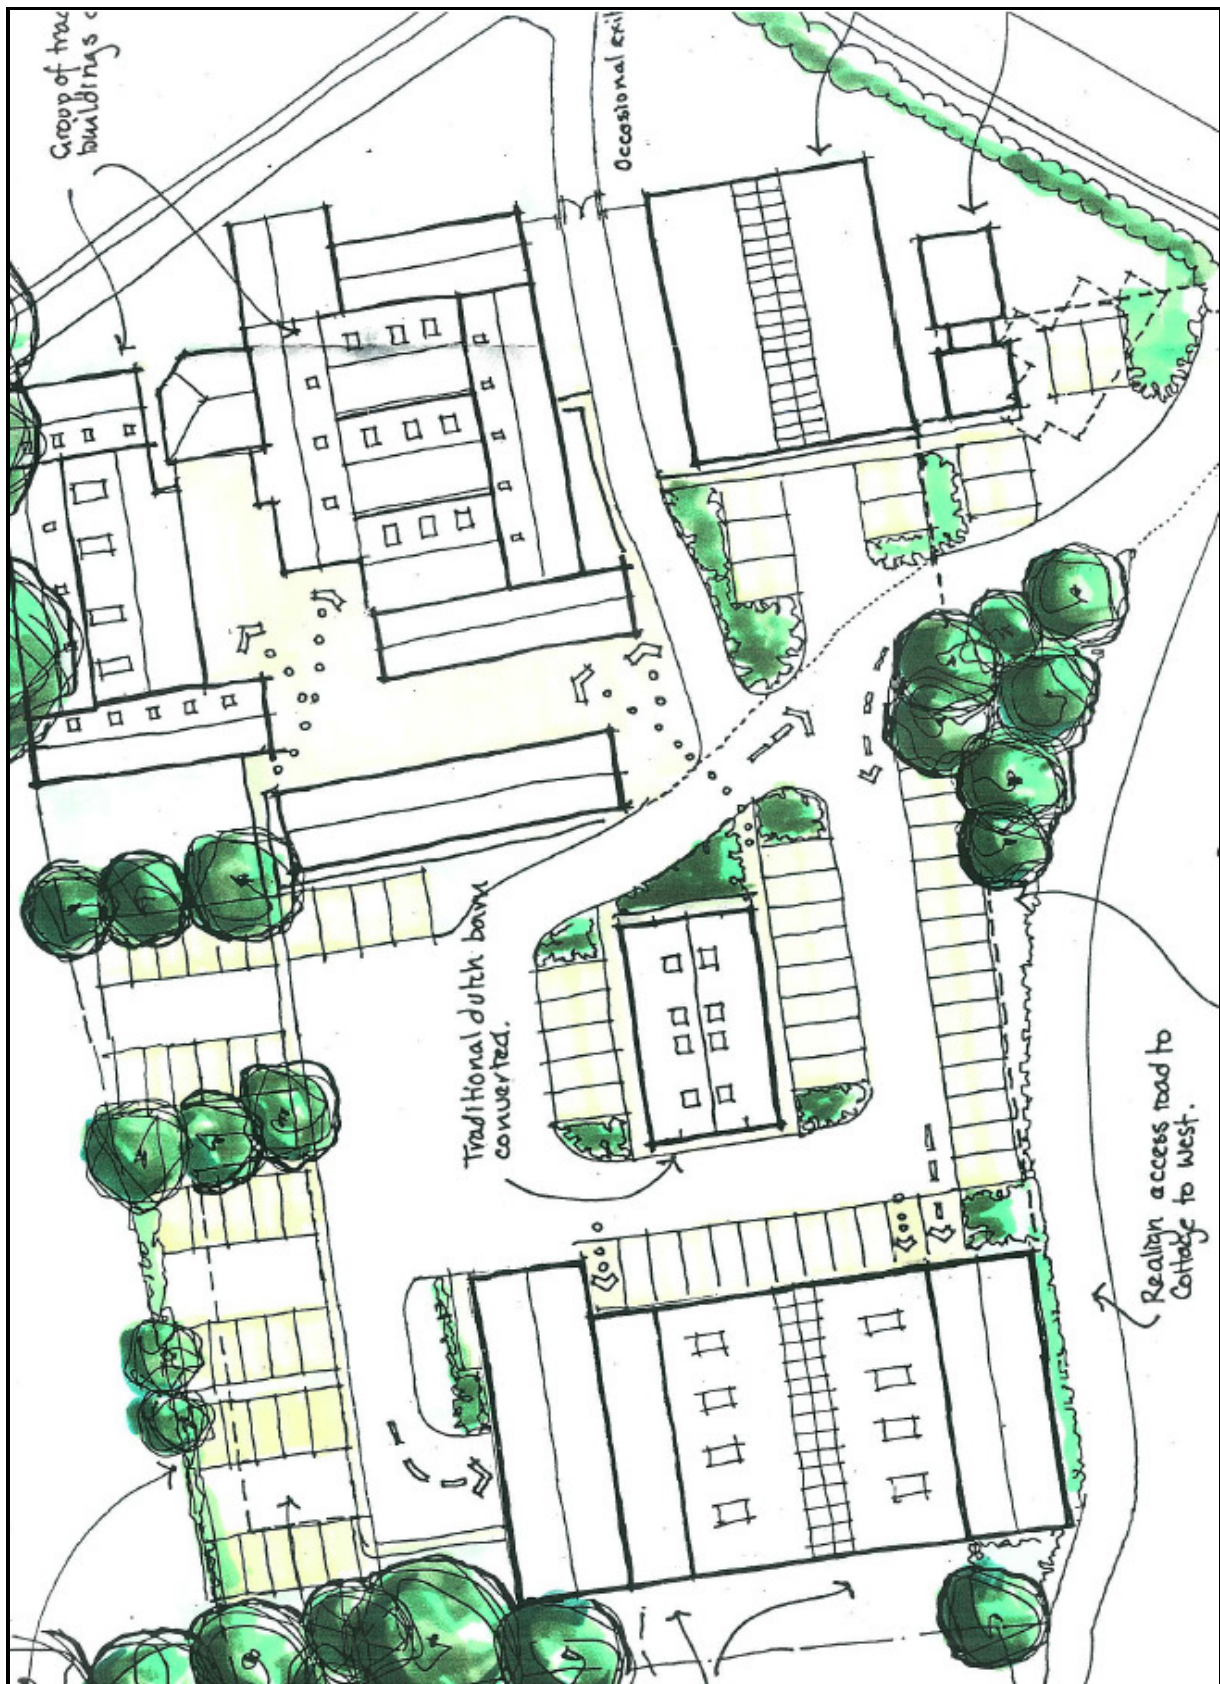 Group of trad
buildings c
Occasional exit
Traditional dutch barn
converted.
Realign access road to
Cottage to west.